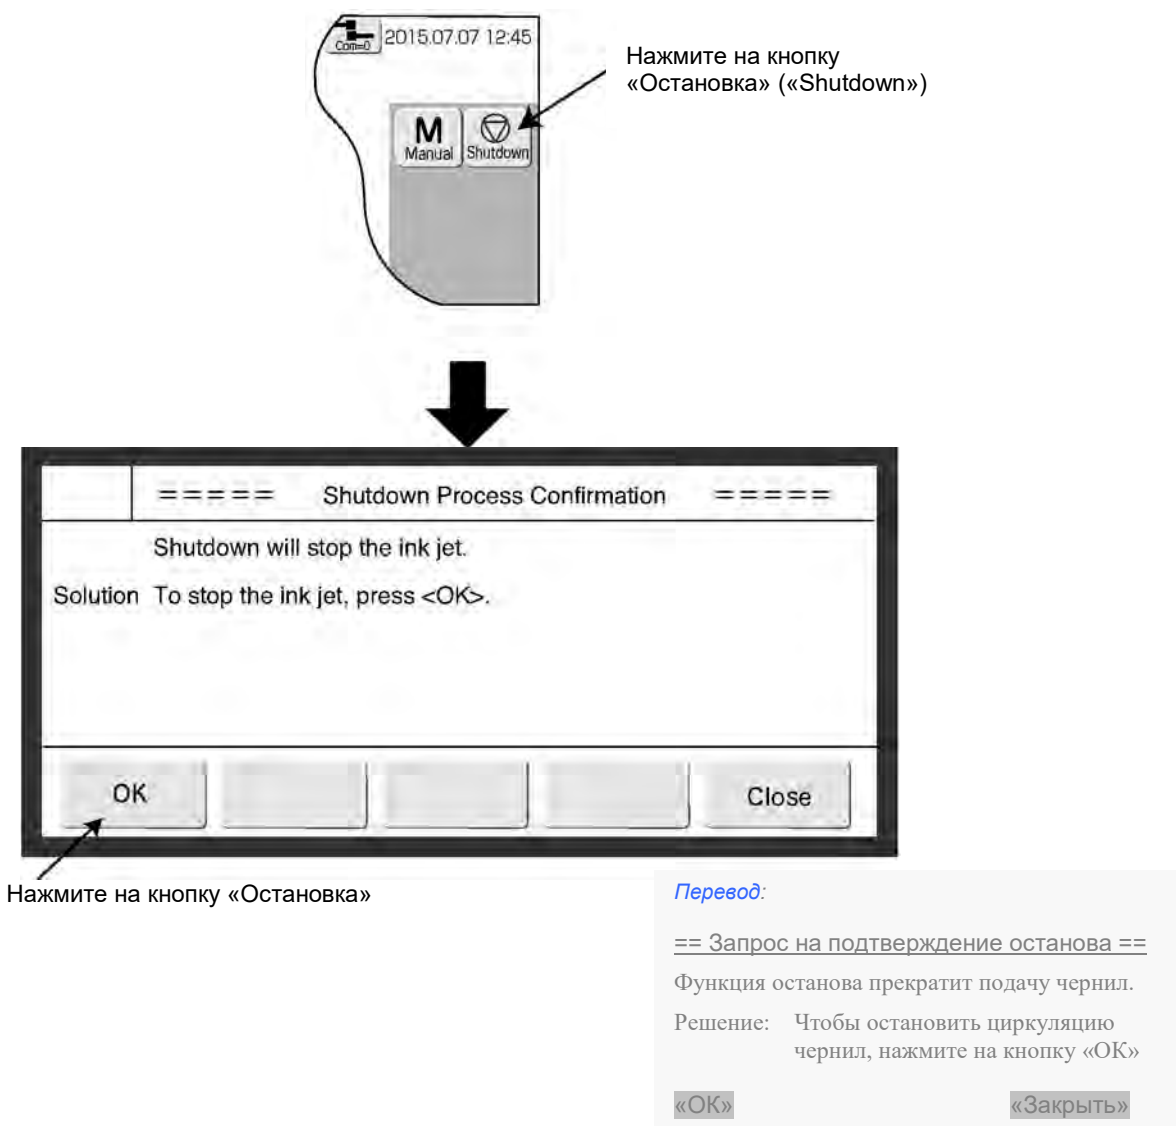 Com=0 2015.07.07 12:45
Нажмите на кнопку
«Остановка» («Shutdown»)
M
Manual
Shutdown
===== Shutdown Process Confirmation =====
Shutdown will stop the ink jet.
Solution To stop the ink jet, press <OK>.
OK Close
Нажмите на кнопку «Остановка»
Перевод:
== Запрос на подтверждение останова ==
Функция останова прекратит подачу чернил.
Решение: Чтобы остановить циркуляцию
чернил, нажмите на кнопку «ОК»
«ОК» «Закрыть»